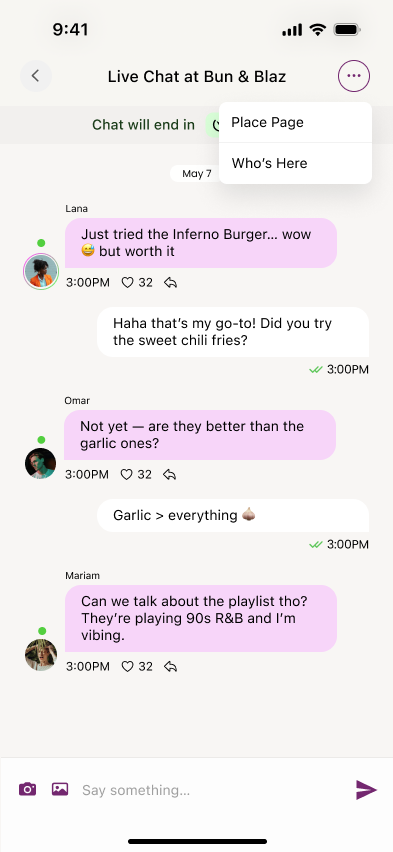 9:41
Live Chat at Bun & Blaz
Chat will end in
Place Page
Who's Here
May 7
Lana
Just tried the Inferno Burger... wow
😅 but worth it
3:00PM 32
Haha that's my go-to! Did you try
the sweet chili fries?
3:00PM
Omar
Not yet — are they better than the
garlic ones?
3:00PM 32
Garlic > everything 🧄
3:00PM
Mariam
Can we talk about the playlist tho?
They're playing 90s R&B and I'm
vibing.
3:00PM 32
Say something...